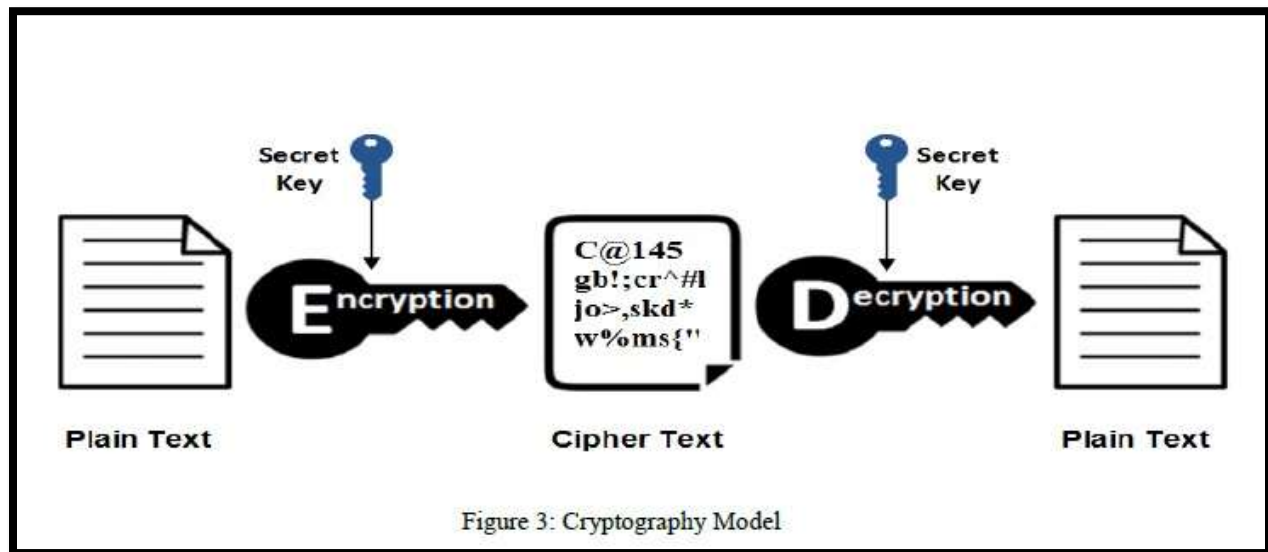 Secret
Key
Secret
Key
Encryption
C@145
gb!;cr^#l
jo>,skd*
w%ms{"
Decryption
Plain Text
Cipher Text
Plain Text
Figure 3: Cryptography Model